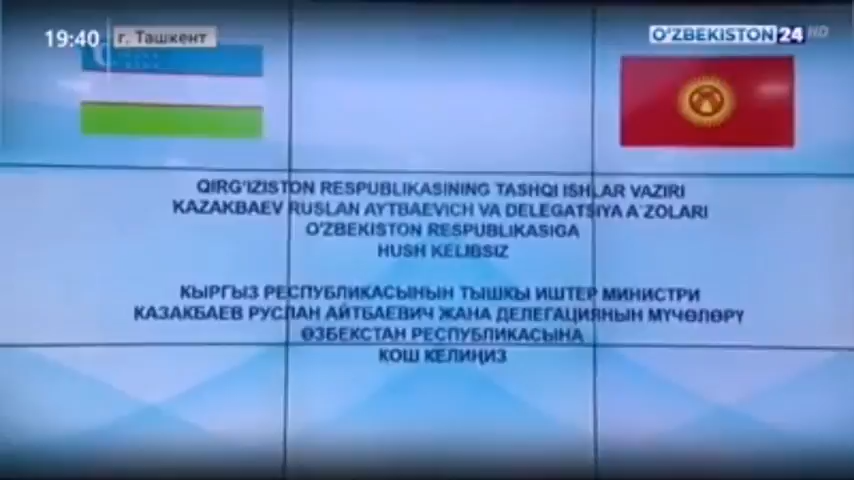 19:40
г. Ташкент
O'ZBEKISTON 24 HD
QIRG'IZISTON RESPUBLIKASINING TASHQI ISHLAR VAZIRI
KAZAKBAEV RUSLAN AYTBAEVICH VA DELEGATSIYA A'ZOLARI
O'ZBEKISTON RESPUBLIKASIGA
HUSH KELIBSIZ
КЫРГЫЗ РЕСПУБЛИКАСЫНЫН ТЫШКЫ ИШТЕР МИНИСТРИ
КАЗАКБАЕВ РУСЛАН АЙТБАЕВИЧ ЖАНА ДЕЛЕГАЦИЯНЫН МҮЧӨЛӨРҮ
ӨЗБЕКСТАН РЕСПУБЛИКАСЫНА
КОШ КЕЛИҢИЗ